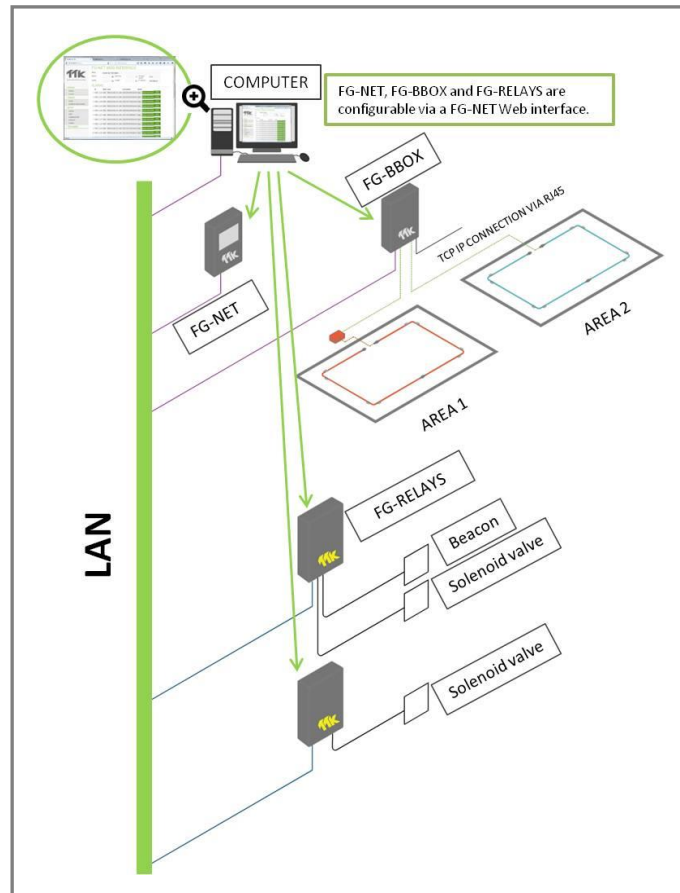 COMPUTER
FG-NET, FG-BBOX and FG-RELAYS are
configurable via a FG-NET Web interface.
FG-BBOX
TCP IP CONNECTION VIA RJ45
FG-NET
AREA 2
AREA 1
LAN
FG-RELAYS
Beacon
Solenoid valve
Solenoid valve